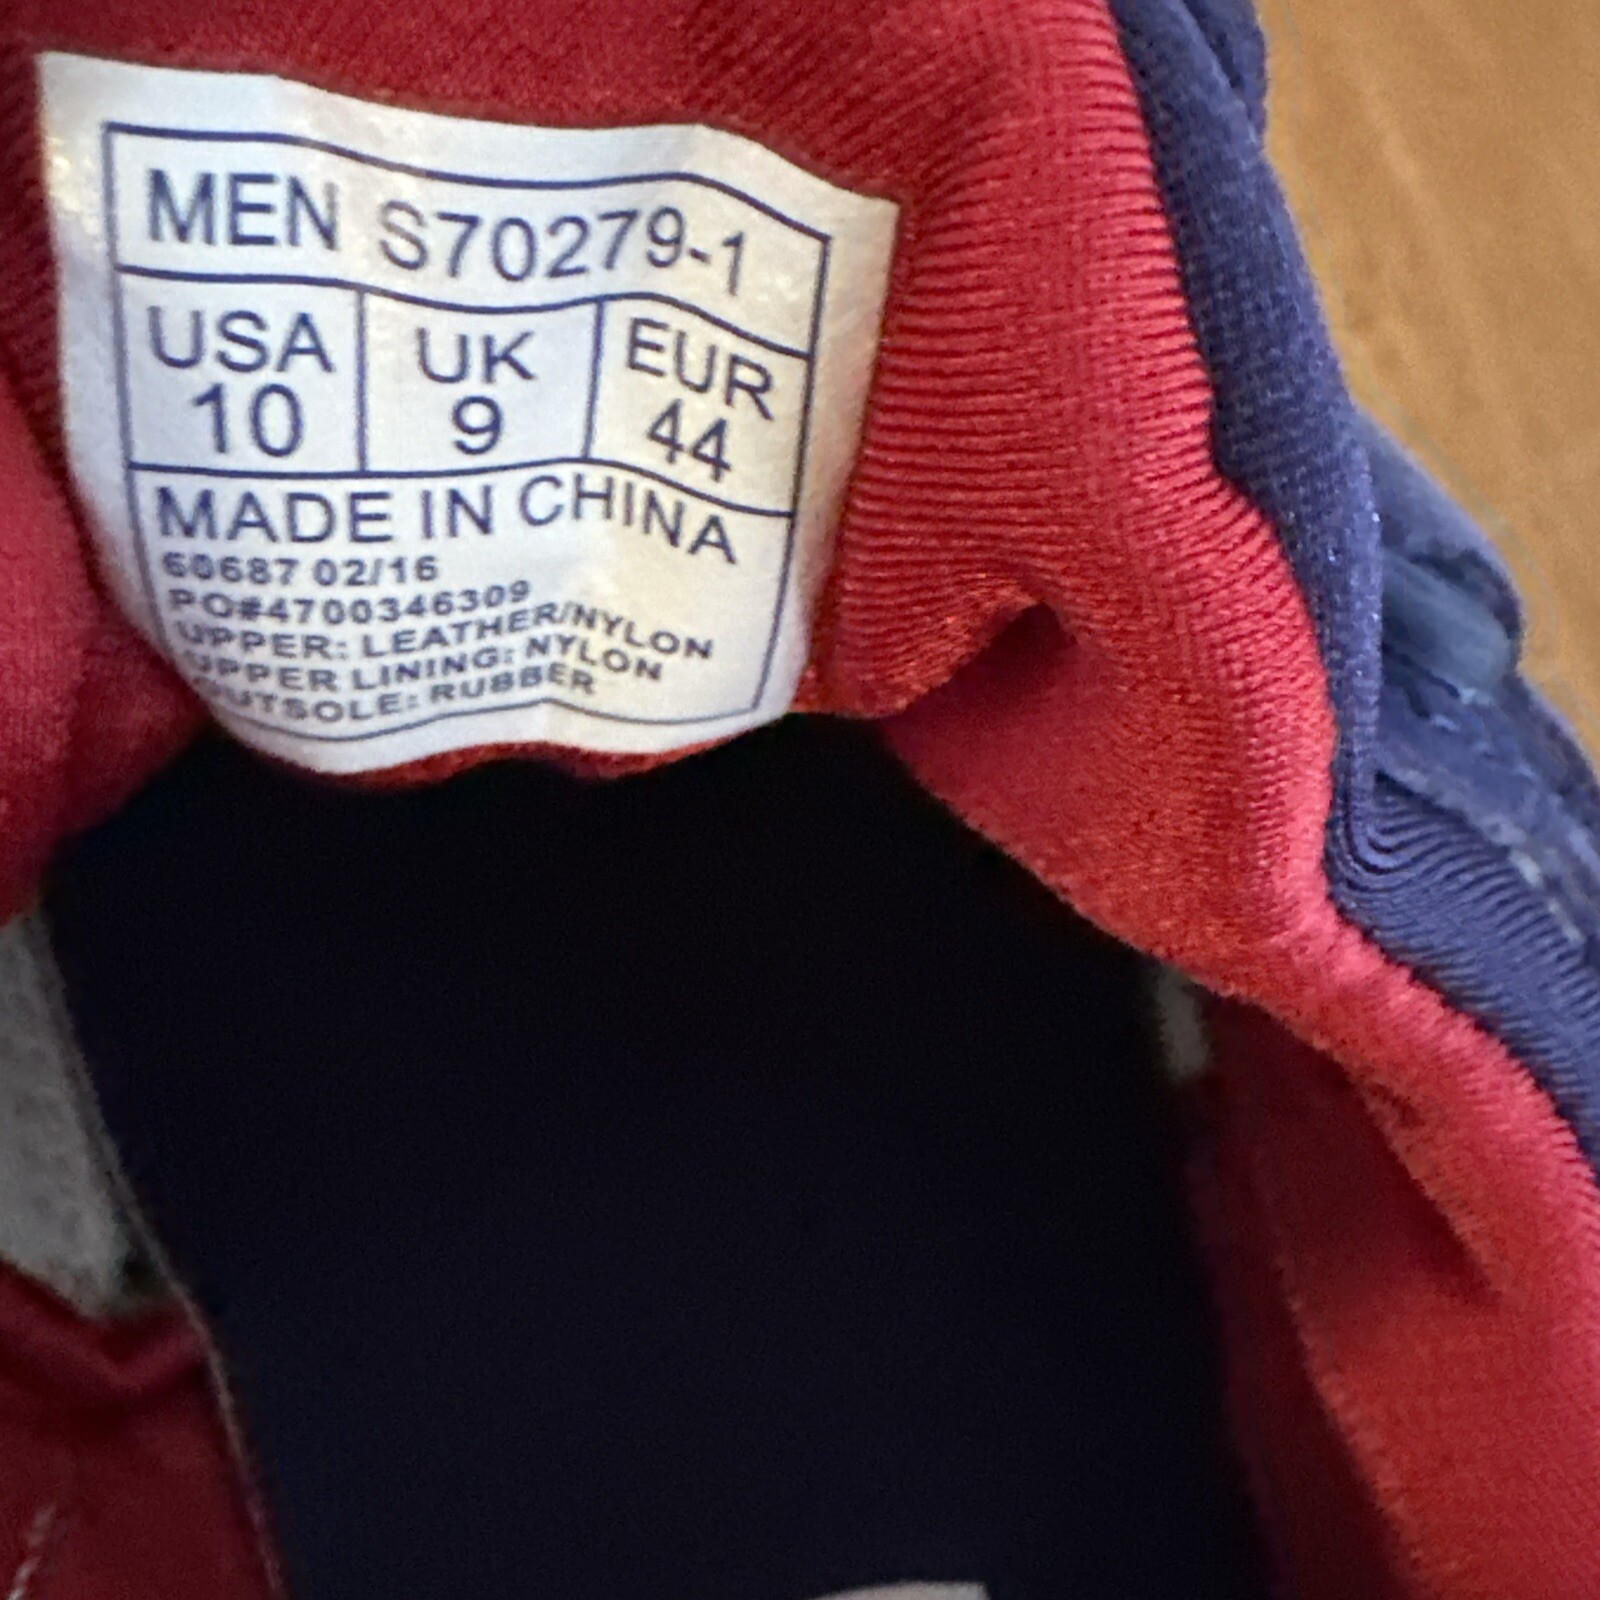 MEN S70279-1
USA UK EUR
10 9 44
MADE IN CHINA
60687 02/16
PO#4700346309
UPPER: LEATHER/NYLON
UPPER LINING: NYLON
OUTSOLE: RUBBER